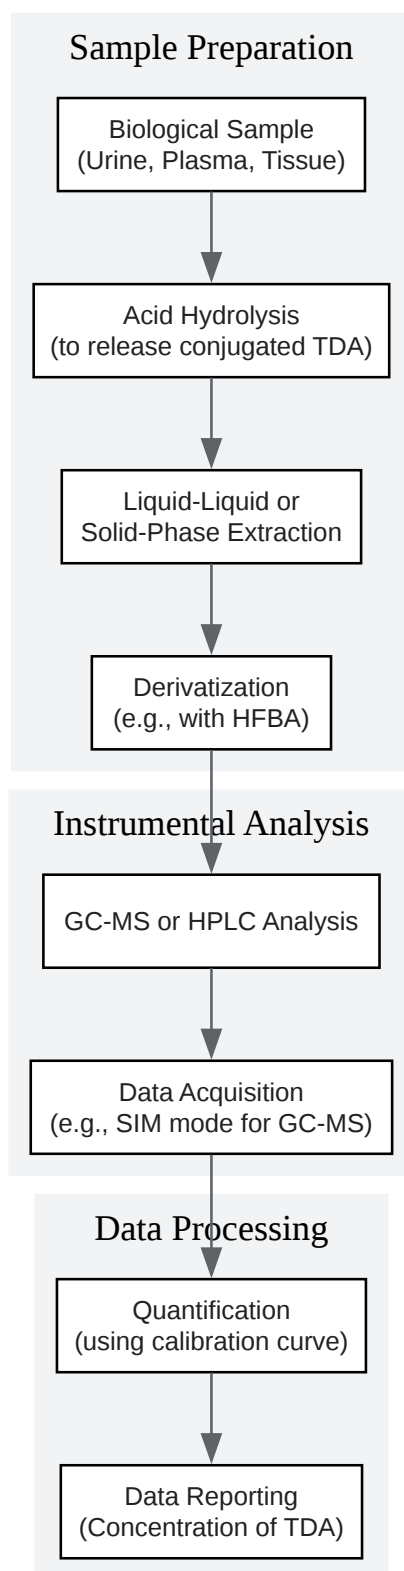 Sample Preparation
Biological Sample
(Urine, Plasma, Tissue)
Acid Hydrolysis
(to release conjugated TDA)
Liquid-Liquid or
Solid-Phase Extraction
Derivatization
(e.g., with HFBA)
Instrumental Analysis
GC-MS or HPLC Analysis
Data Acquisition
(e.g., SIM mode for GC-MS)
Data Processing
Quantification
(using calibration curve)
Data Reporting
(Concentration of TDA)